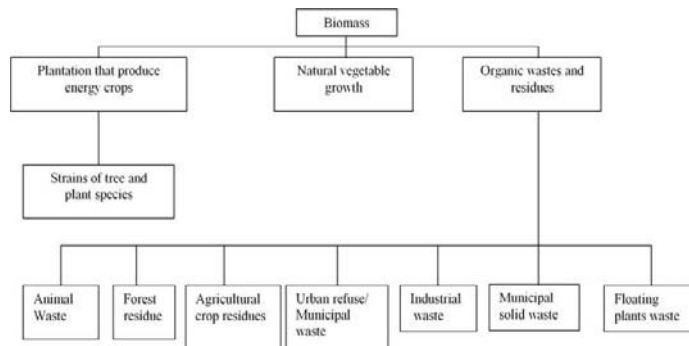 Biomass
Plantation that produce
energy crops
Natural vegetable
growth
Organic wastes and
residues
Strains of tree and
plant species
Animal
Waste
Forest
residue
Agricultural
crop residues
Urban refuse/
Municipal
waste
Industrial
waste
Municipal
solid waste
Floating
plants waste